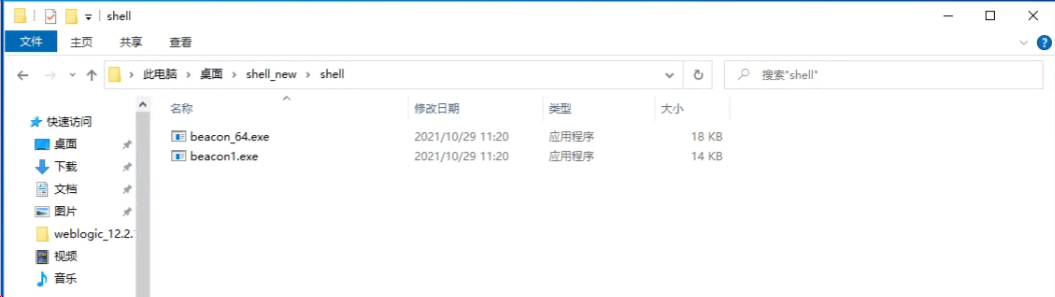 shell
文件 主页 共享 查看
此电脑 › 桌面 › shell_new › shell
搜索"shell"
名称 修改日期 类型 大小
快速访问
桌面
下载
文档
图片
weblogic_12.2.
视频
音乐
beacon_64.exe 2021/10/29 11:20 应用程序 18 KB
beacon1.exe 2021/10/29 11:20 应用程序 14 KB